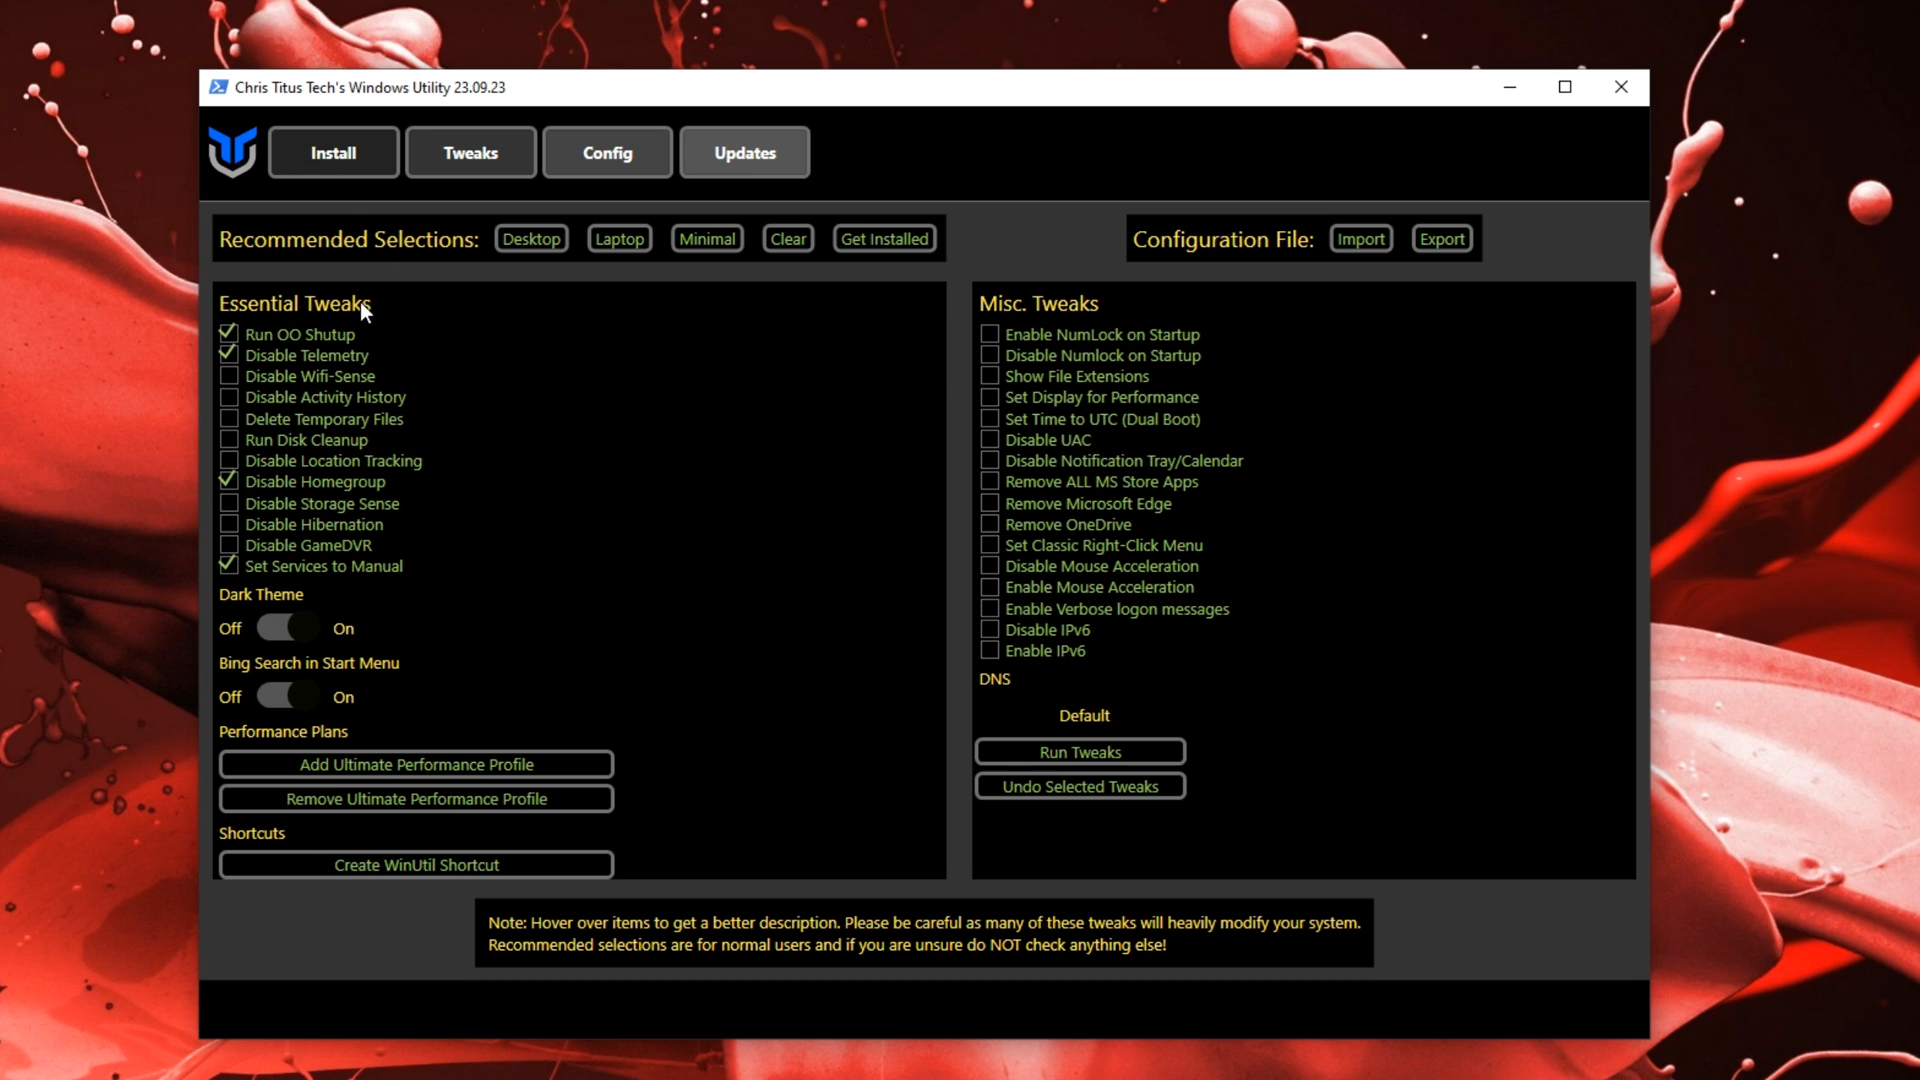 Chris Titus Tech's Windows Utility 23.09.23
Install
Tweaks
Config
Updates
Recommended Selections:
Desktop
Laptop
Minimal
Clear
Get Installed
Configuration File:
Import
Export
Essential Tweaks
Run OO Shutup
Disable Telemetry
Disable Wifi-Sense
Disable Activity History
Delete Temporary Files
Run Disk Cleanup
Disable Location Tracking
Disable Homegroup
Disable Storage Sense
Disable Hibernation
Disable GameDVR
Set Services to Manual
Dark Theme
Off On
Bing Search in Start Menu
Off On
Performance Plans
Add Ultimate Performance Profile
Remove Ultimate Performance Profile
Shortcuts
Create WinUtil Shortcut
Misc. Tweaks
Enable NumLock on Startup
Disable Numlock on Startup
Show File Extensions
Set Display for Performance
Set Time to UTC (Dual Boot)
Disable UAC
Disable Notification Tray/Calendar
Remove ALL MS Store Apps
Remove Microsoft Edge
Remove OneDrive
Set Classic Right-Click Menu
Disable Mouse Acceleration
Enable Mouse Acceleration
Enable Verbose logon messages
Disable IPv6
Enable IPv6
DNS
Default
Run Tweaks
Undo Selected Tweaks
Note: Hover over items to get a better description. Please be careful as many of these tweaks will heavily modify your system.
Recommended selections are for normal users and if you are unsure do NOT check anything else!